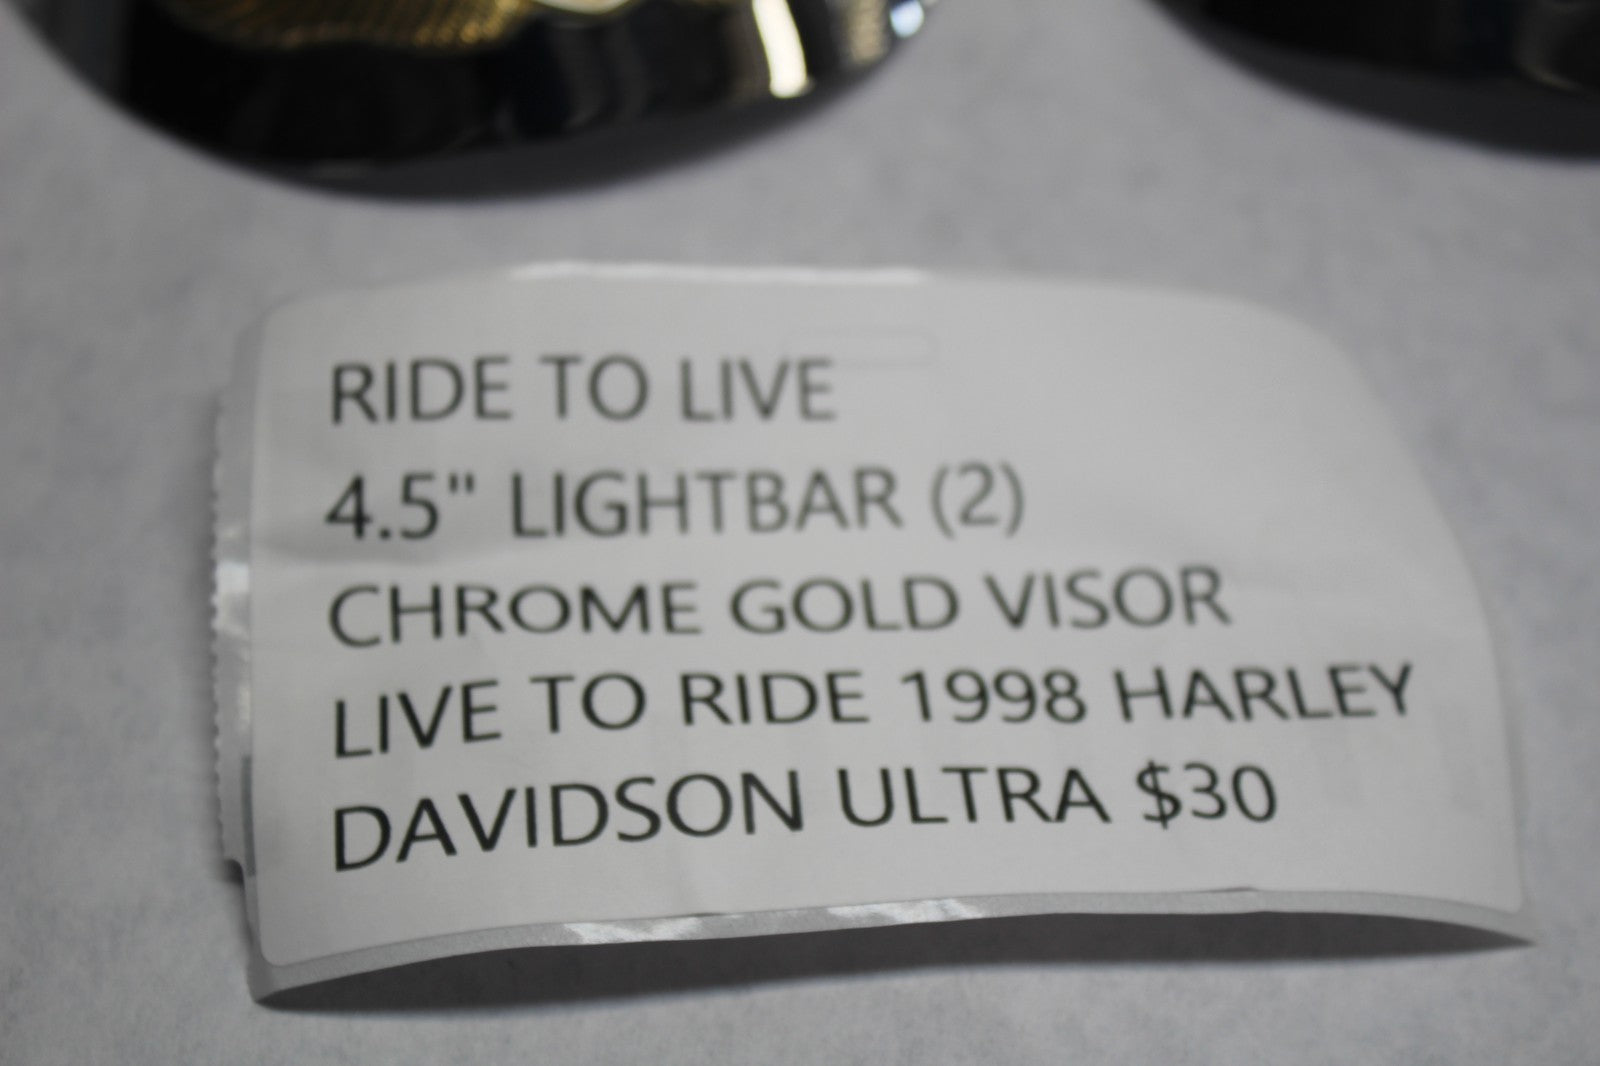 RIDE TO LIVE
4.5" LIGHTBAR (2)
CHROME GOLD VISOR
LIVE TO RIDE 1998 HARLEY
DAVIDSON ULTRA $30